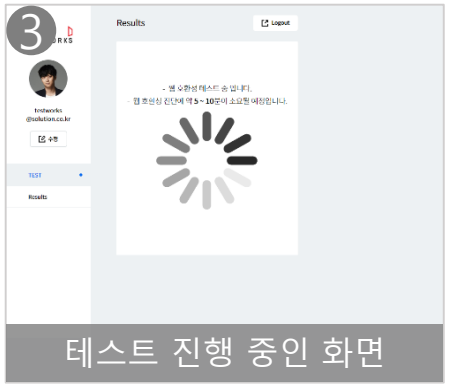 3
ORKS
Results
Logout
- 웹 호환성 테스트 중 입니다.
- 웹 호환성 진단에 약 5 ~ 10분이 소요될 예정입니다.
testworks
@solution.co.kr
수정
TEST
Results
테스트 진행 중인 화면